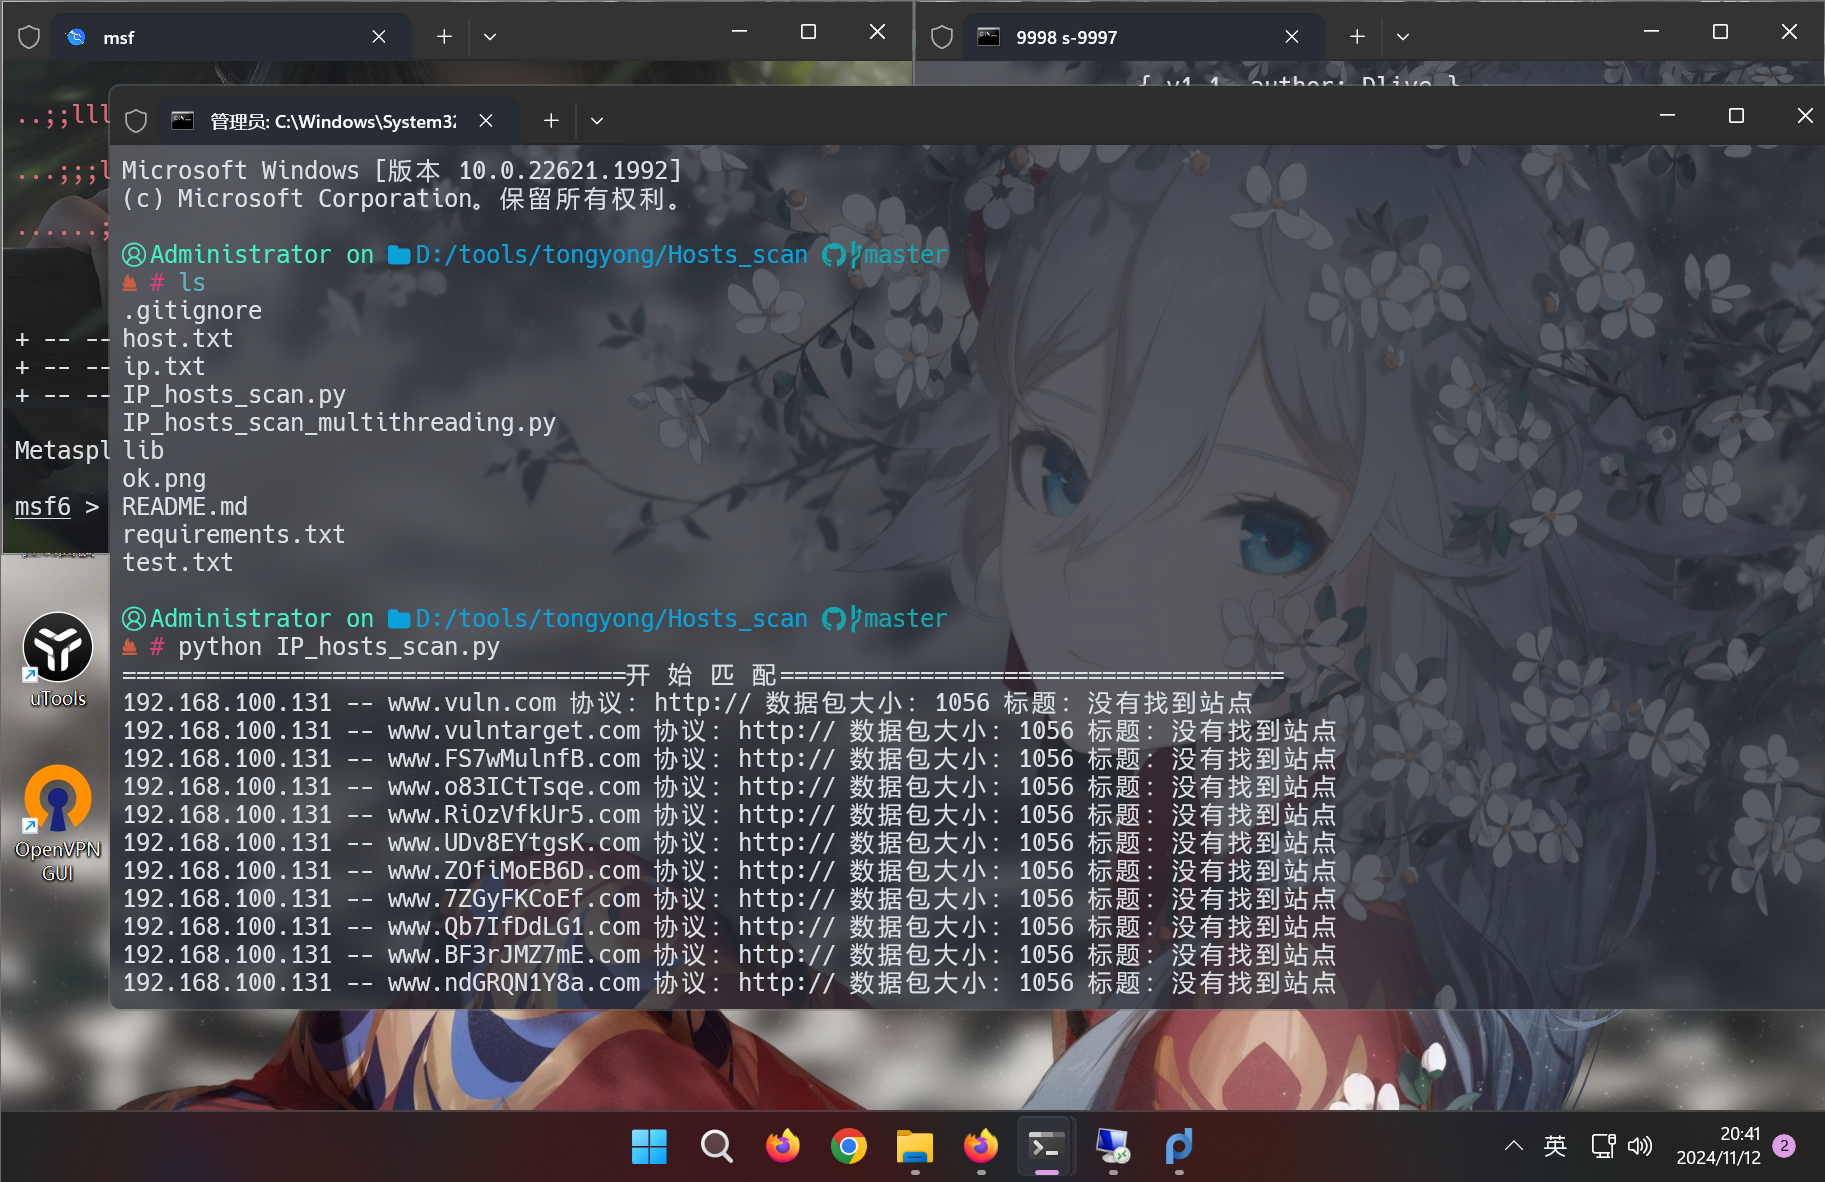 msf
9998 s-9997
{ v1.1 author: Dlive }
..;;lll
...;;;l
......;
+ -- --
+ -- --
+ -- --
Metaspl
msf6 >
管理员: C:\Windows\System32
Microsoft Windows [版本 10.0.22621.1992]
(c) Microsoft Corporation。保留所有权利。
Administrator on D:/tools/tongyong/Hosts_scan master
# ls
.gitignore
host.txt
ip.txt
IP_hosts_scan.py
IP_hosts_scan_multithreading.py
lib
ok.png
README.md
requirements.txt
test.txt
Administrator on D:/tools/tongyong/Hosts_scan master
# python IP_hosts_scan.py
====================================开 始 匹 配====================================
192.168.100.131 -- www.vuln.com 协议: http:// 数据包大小: 1056 标题: 没有找到站点
192.168.100.131 -- www.vulntarget.com 协议: http:// 数据包大小: 1056 标题: 没有找到站点
192.168.100.131 -- www.FS7wMulnfB.com 协议: http:// 数据包大小: 1056 标题: 没有找到站点
192.168.100.131 -- www.o83ICtTsqe.com 协议: http:// 数据包大小: 1056 标题: 没有找到站点
192.168.100.131 -- www.RiOzVfkUr5.com 协议: http:// 数据包大小: 1056 标题: 没有找到站点
192.168.100.131 -- www.UDv8EYtgsK.com 协议: http:// 数据包大小: 1056 标题: 没有找到站点
192.168.100.131 -- www.ZOfiMoEB6D.com 协议: http:// 数据包大小: 1056 标题: 没有找到站点
192.168.100.131 -- www.7ZGyFKCoEf.com 协议: http:// 数据包大小: 1056 标题: 没有找到站点
192.168.100.131 -- www.Qb7IfDdLG1.com 协议: http:// 数据包大小: 1056 标题: 没有找到站点
192.168.100.131 -- www.BF3rJMZ7mE.com 协议: http:// 数据包大小: 1056 标题: 没有找到站点
192.168.100.131 -- www.ndGRQN1Y8a.com 协议: http:// 数据包大小: 1056 标题: 没有找到站点
uTools
OpenVPN
GUI
英
20:41
2024/11/12
2